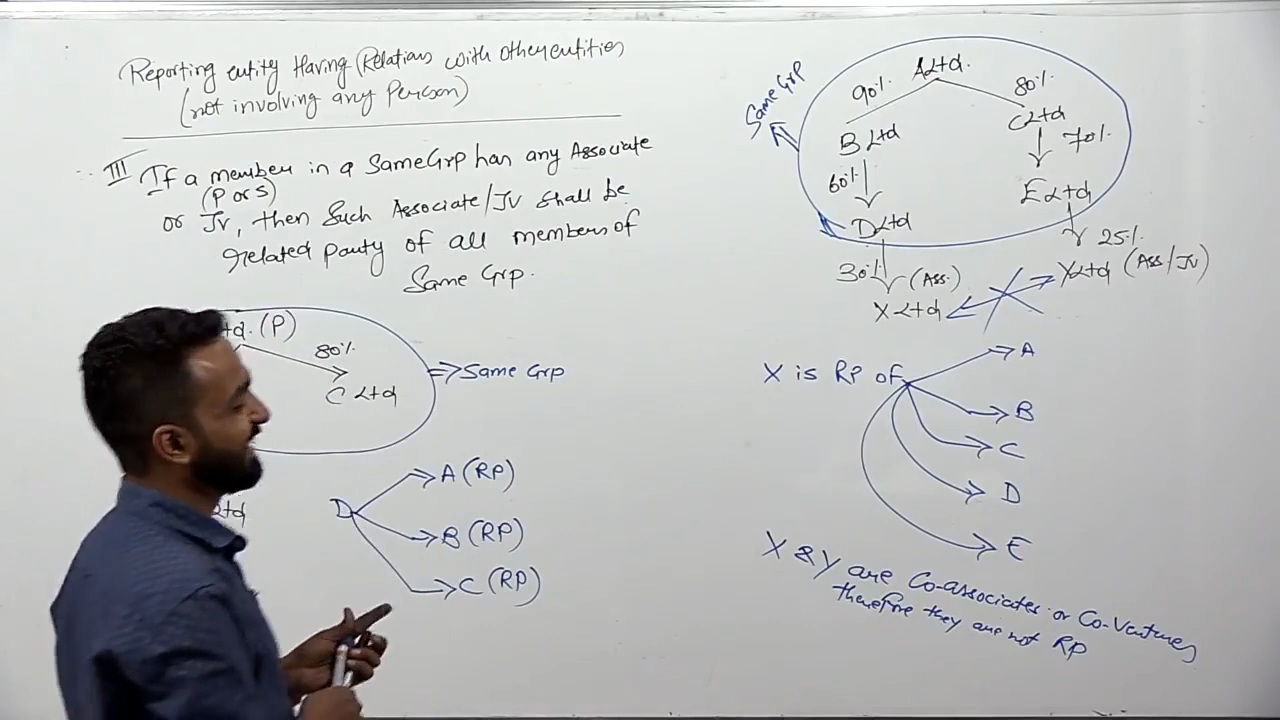 Reporting entity Having Relations with other entities
(not involving any Person)
III If a member in a Same Grp has any Associate
(P or S)
or JV, then Such Associate/JV Shall be
related party of all members of
Same Grp.
td. (P)
80%
C Ltd
⇒ Same Grp
Ltd
D
A (RP)
B (RP)
C (RP)
Same Grp
A Ltd.
90%
80%
B Ltd
C Ltd
60%
70%
D Ltd
E Ltd
30%
(Ass.)
25%
X Ltd
Y Ltd (Ass/JV)
X is RP of
A
B
C
D
E
X & Y are Co-associates or Co-Ventures
therefore they are not RP